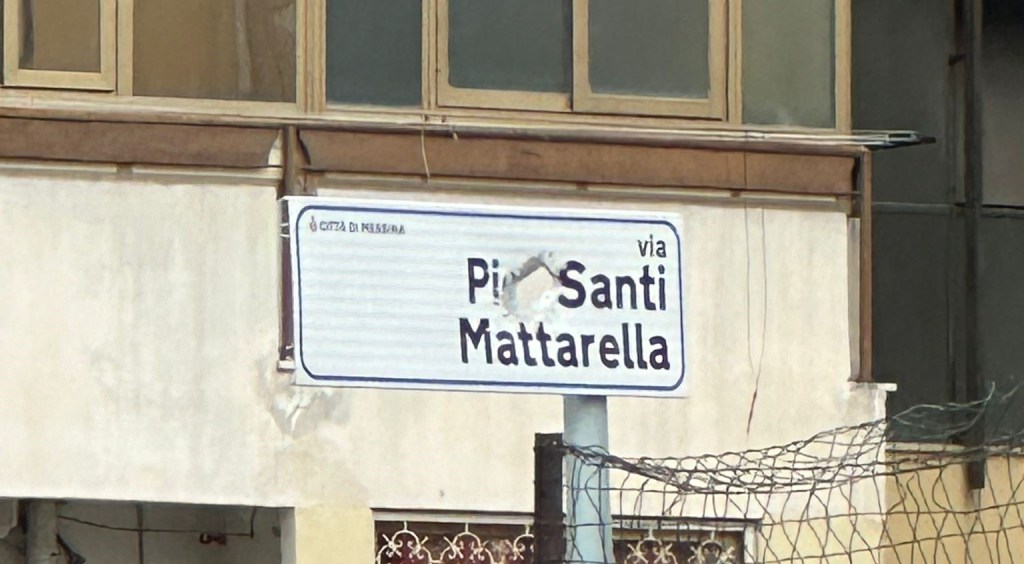 CITTÀ DI MESSINA
via
Pi Santi
Mattarella